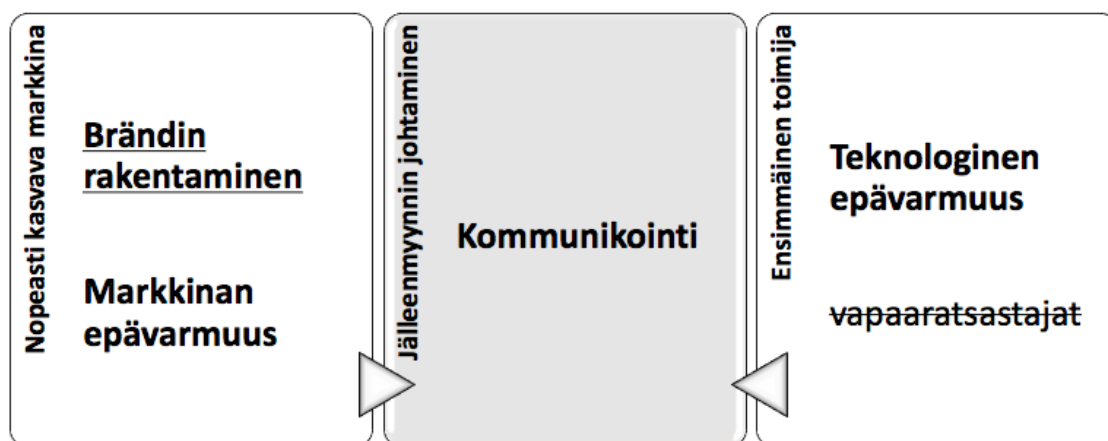 Nopeasti kasvava markkina
Brändin
rakentaminen
Markkinan
epävarmuus
Jälleenmyynnin johtaminen
Kommunikointi
Ensimmäinen toimija
Teknologinen
epävarmuus
vapaaratsastajat